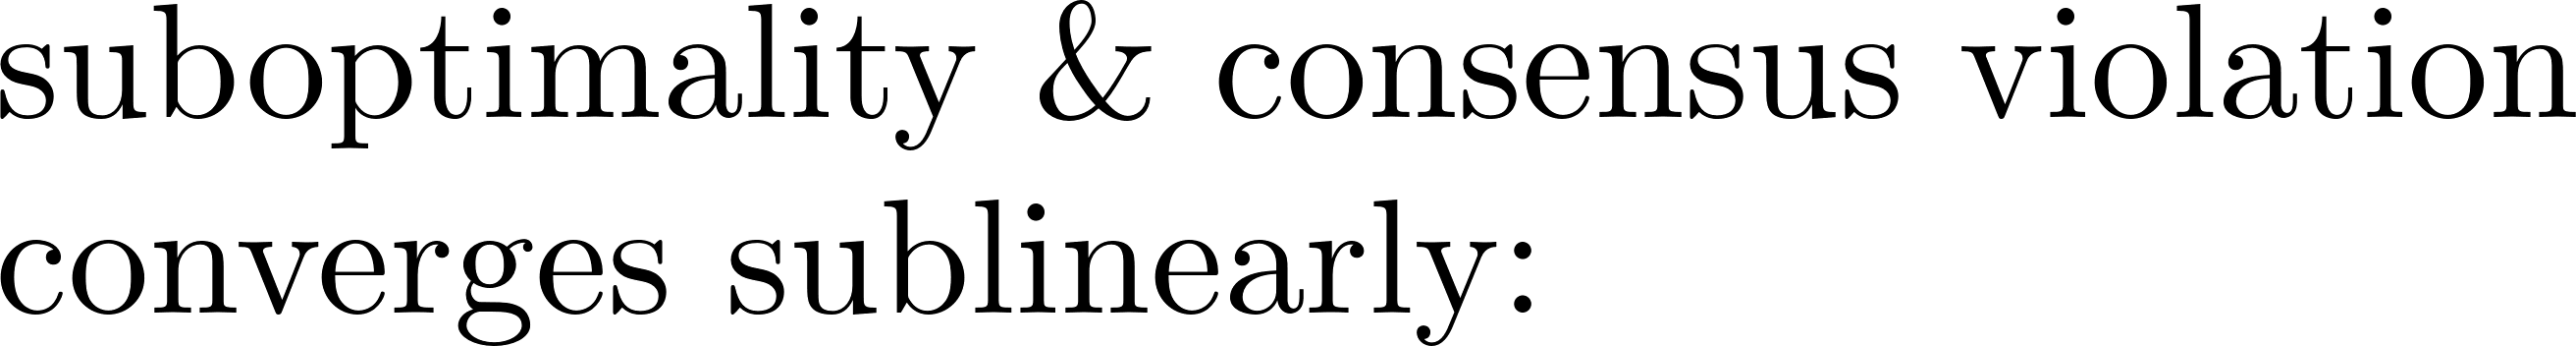 suboptimality & consensus violation
converges sublinearly: